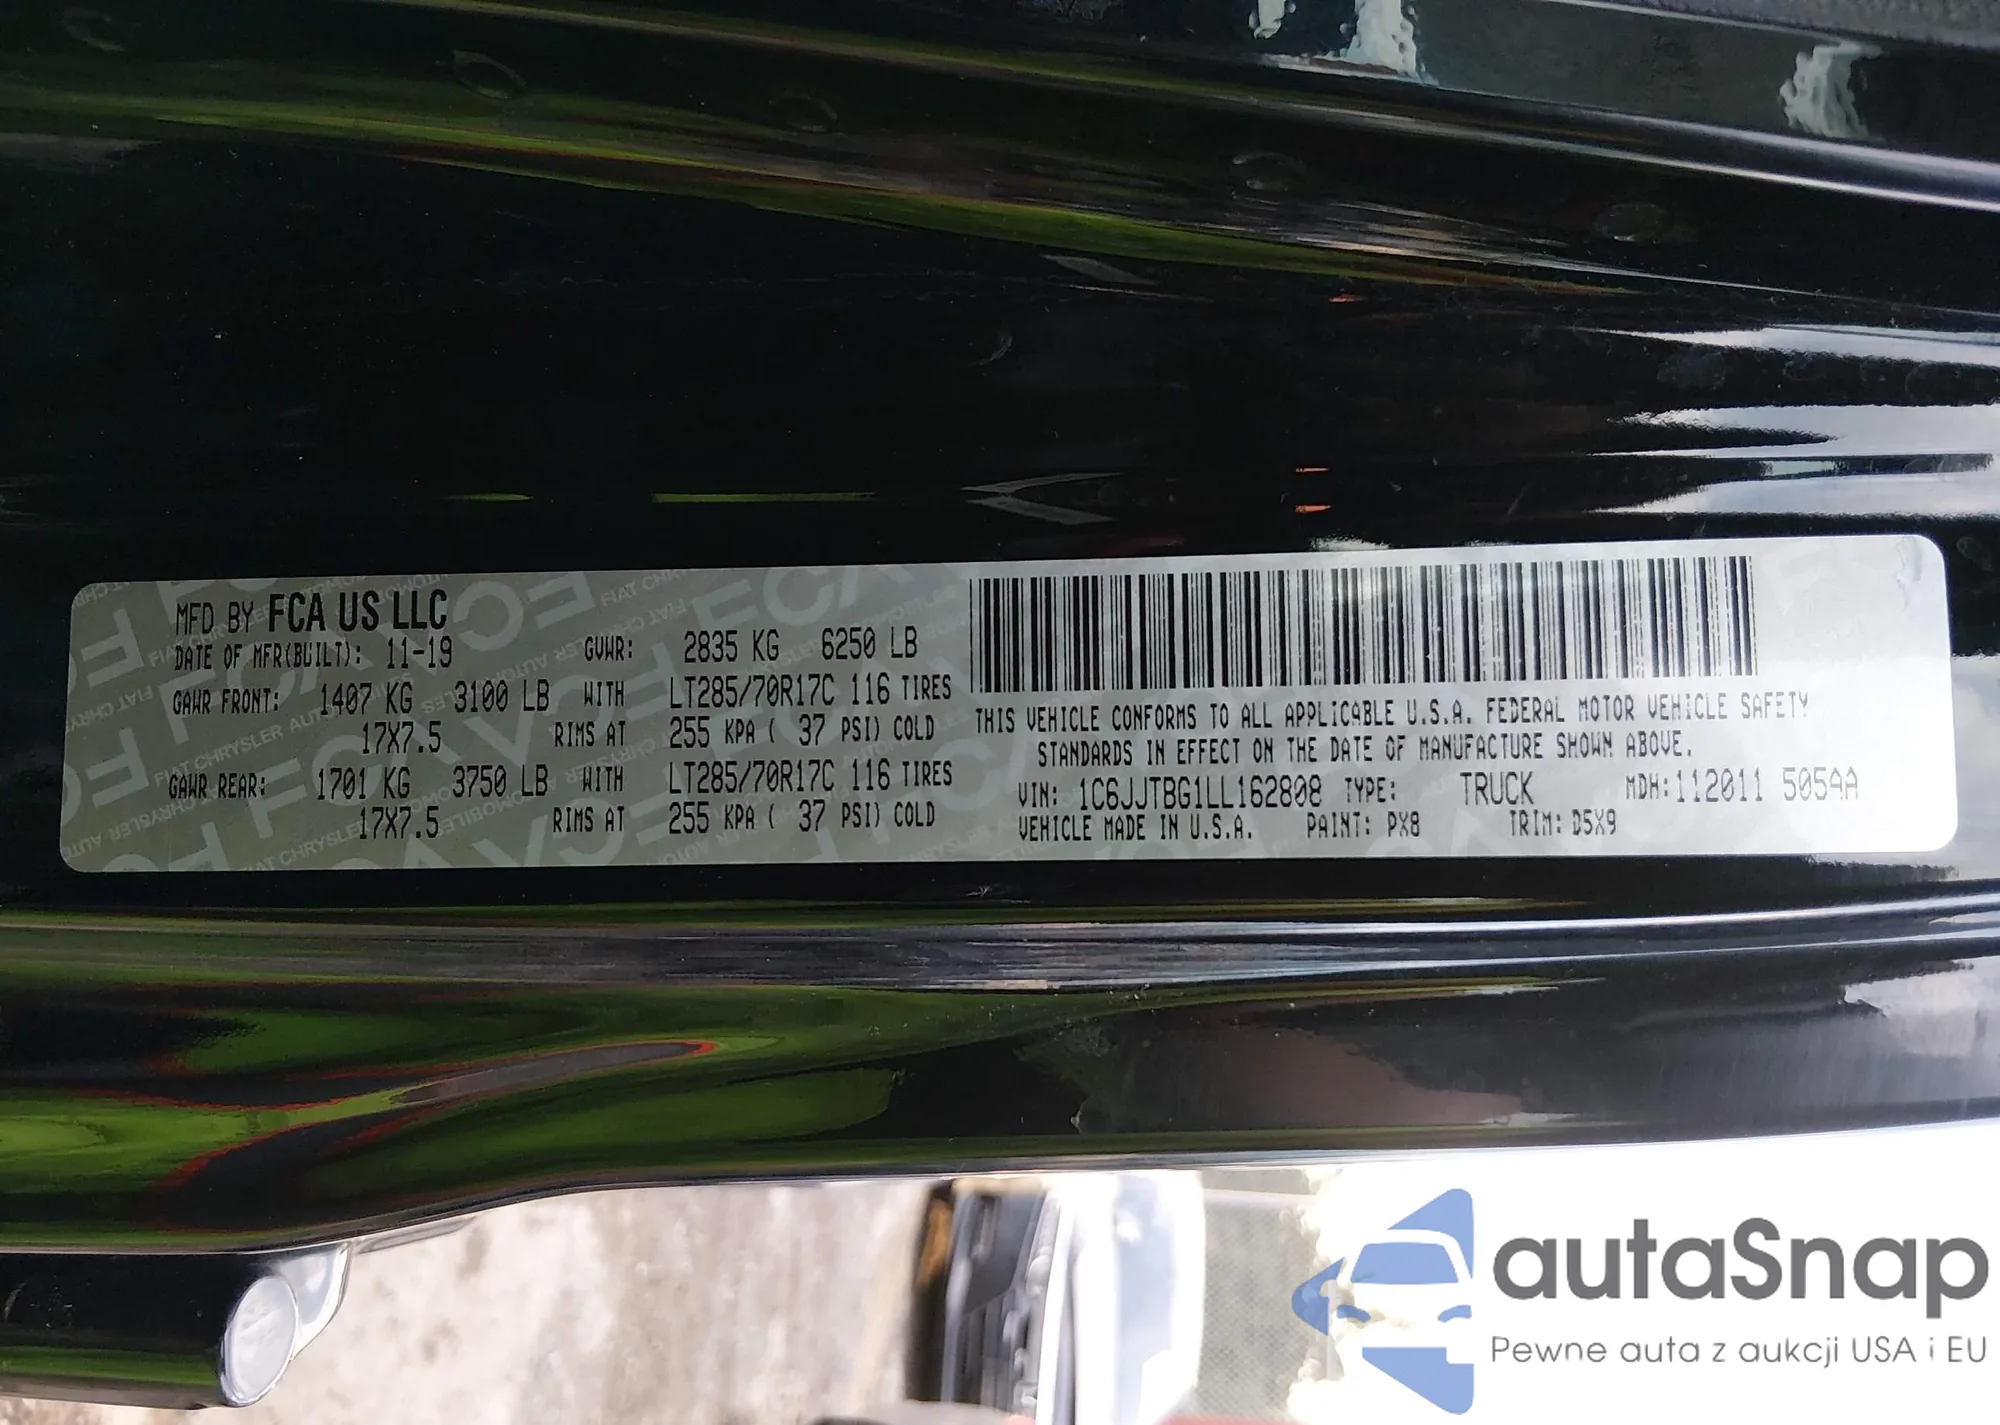 MFD BY FCA US LLC
DATE OF MFR(BUILT): 11-19 GVWR: 2835 KG 6250 LB
GAWR FRONT: 1407 KG 3100 LB WITH LT285/70R17C 116 TIRES
17X7.5 RIMS AT 255 KPA ( 37 PSI) COLD
GAWR REAR: 1701 KG 3750 LB WITH LT285/70R17C 116 TIRES
17X7.5 RIMS AT 255 KPA ( 37 PSI) COLD
THIS VEHICLE CONFORMS TO ALL APPLICABLE U.S.A. FEDERAL MOTOR VEHICLE SAFETY
STANDARDS IN EFFECT ON THE DATE OF MANUFACTURE SHOWN ABOVE.
VIN: 1C6JJTBG1LL162808 TYPE: TRUCK MDH:112011 505AA
VEHICLE MADE IN U.S.A. PAINT: PX8 TRIM: D5X9
autaSnap
Pewne auta z aukcji USA i EU